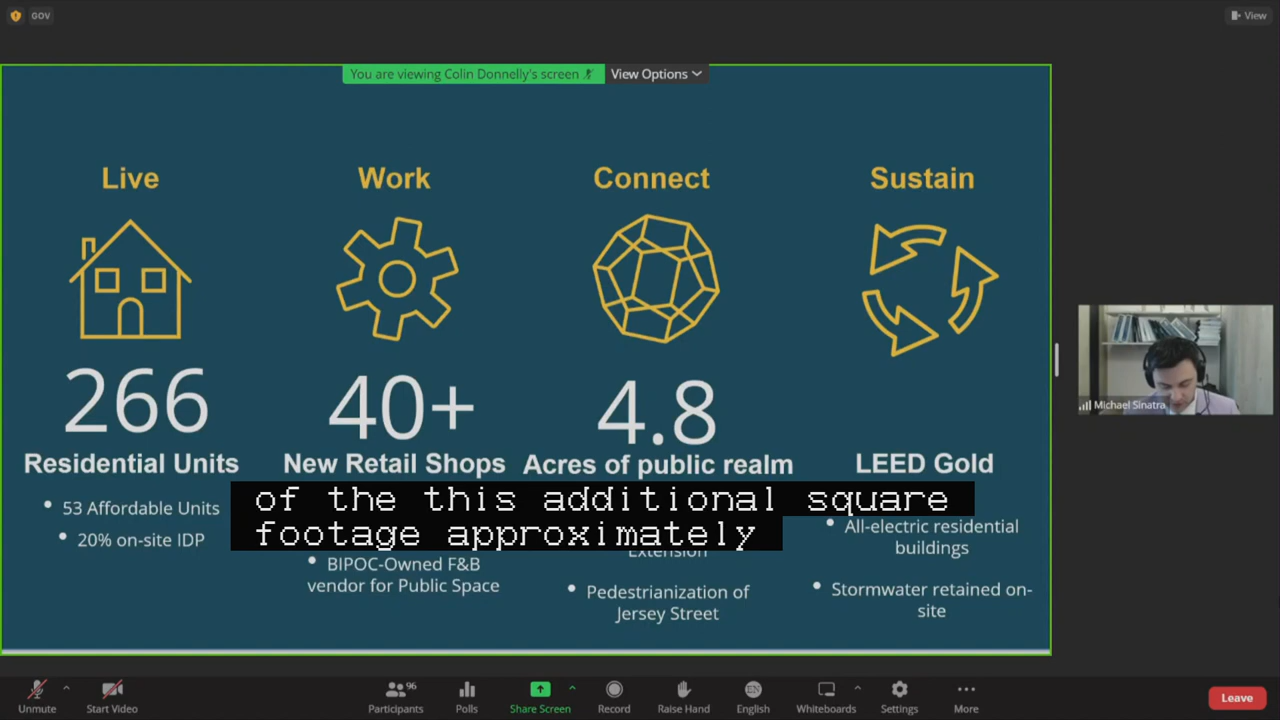 GOV
View
You are viewing Colin Donnelly's screen
View Options
Live
Work
Connect
Sustain
266
40+
4.8
Residential Units
New Retail Shops
Acres of public realm
LEED Gold
• 53 Affordable Units
• 20% on-site IDP
of the this additional square
footage approximately
• BIPOC-Owned F&B
vendor for Public Space
Extension
• Pedestrianization of
Jersey Street
• All-electric residential
buildings
• Stormwater retained on-
site
Michael Sinatra
Unmute
Start Video
96
Participants
Polls
Share Screen
Record
Raise Hand
EN
English
Whiteboards
Settings
More
Leave